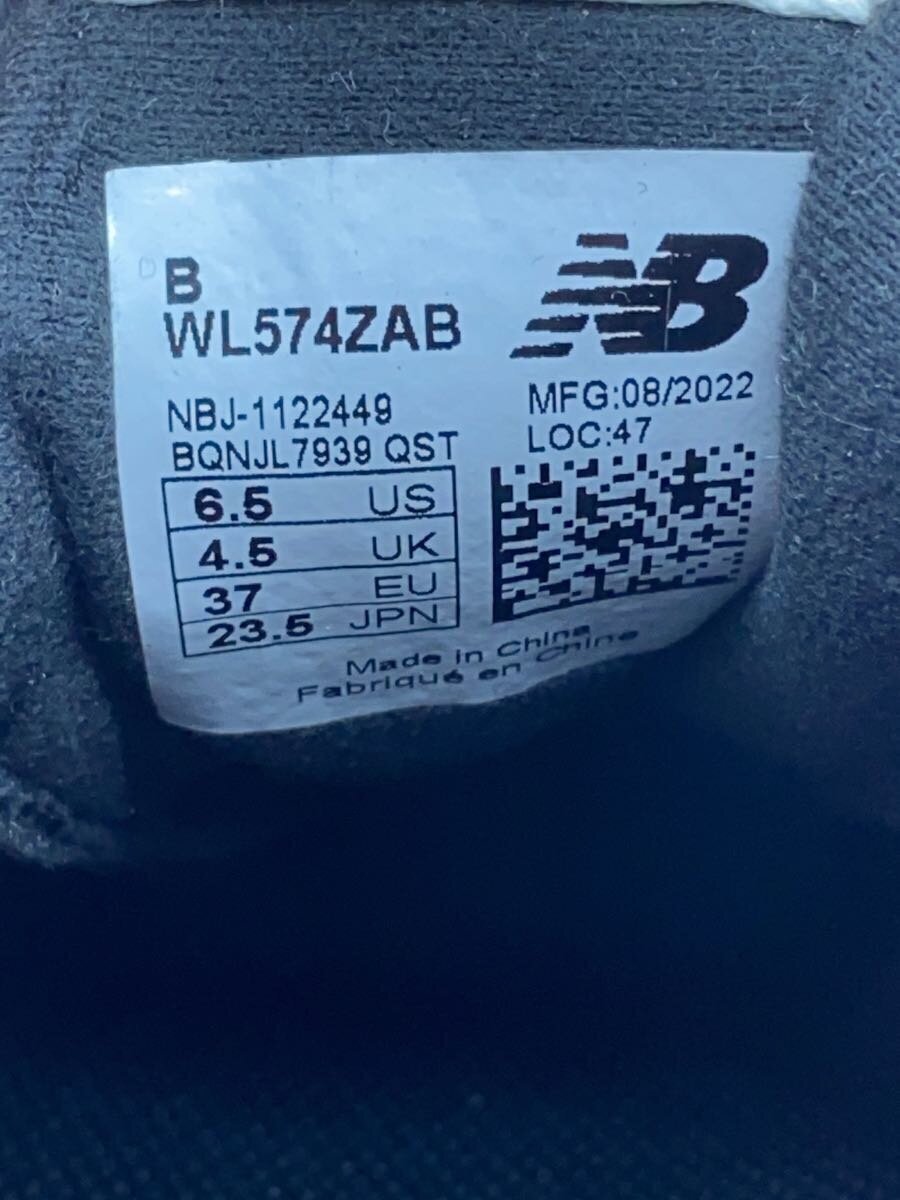 B
WL574ZAB
NB
NBJ-1122449
BQNJL7939 QST
MFG:08/2022
LOC:47
6.5 US
4.5 UK
37 EU
23.5 JPN
Made in China
Fabriqué en Chine